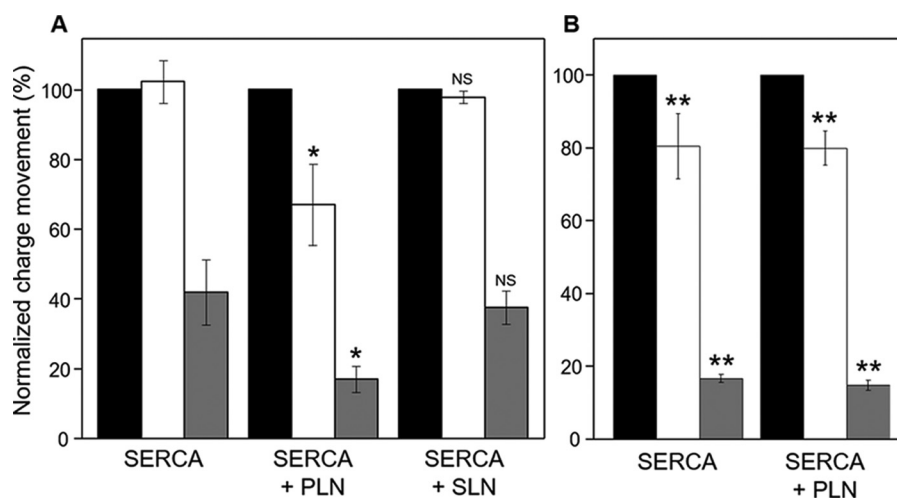 A
B
Normalized charge movement (%)
100
80
60
40
20
0
NS
*
*
NS
SERCA
SERCA
+ PLN
SERCA
+ SLN
100
80
60
40
20
0
**
**
**
**
SERCA
SERCA
+ PLN